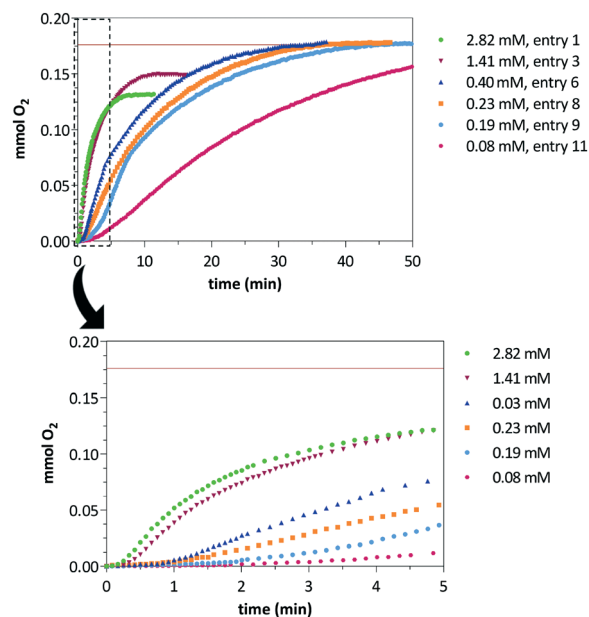 0.20
0.15
0.10
0.05
0.00
mmol O2
0 10 20 30 40 50
time (min)
2.82 mM, entry 1
1.41 mM, entry 3
0.40 mM, entry 6
0.23 mM, entry 8
0.19 mM, entry 9
0.08 mM, entry 11
0.20
0.15
0.10
0.05
0.00
mmol O2
0 1 2 3 4 5
time (min)
2.82 mM
1.41 mM
0.03 mM
0.23 mM
0.19 mM
0.08 mM